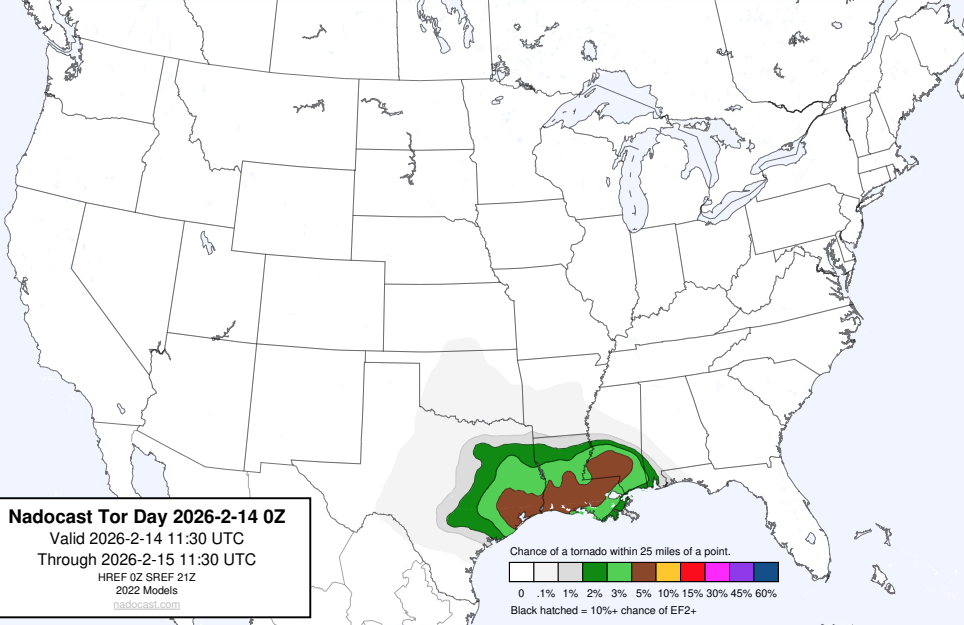 Nadocast Tor Day 2026-2-14 0Z
Valid 2026-2-14 11:30 UTC
Through 2026-2-15 11:30 UTC
HREF 0Z SREF 21Z
2022 Models
nadocast.com
Chance of a tornado within 25 miles of a point.
0 .1% 1% 2% 3% 5% 10% 15% 30% 45% 60%
Black hatched = 10%+ chance of EF2+